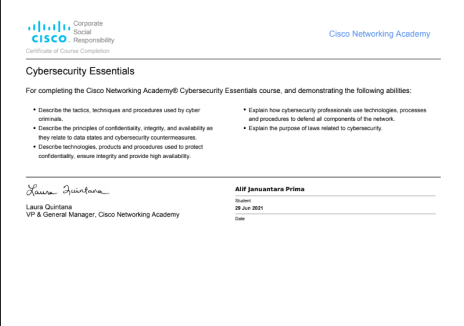 Corporate
Social
CISCO. Responsibility
Cisco Networking Academy
Certificate of Course Completion
Cybersecurity Essentials
For completing the Cisco Networking Academy® Cybersecurity Essentials course, and demonstrating the following abilities:
• Describe the tactics, techniques and procedures used by cyber
criminals.
• Describe the principles of confidentiality, integrity, and availability as
they relate to data states and cybersecurity countermeasures.
• Describe technologies, products and procedures used to protect
confidentiality, ensure integrity and provide high availability.
• Explain how cybersecurity professionals use technologies, processes
and procedures to defend all components of the network.
• Explain the purpose of laws related to cybersecurity.
Laura Quintana
Laura Quintana
VP & General Manager, Cisco Networking Academy
Alif Januantara Prima
Student
29 Jun 2021
Date